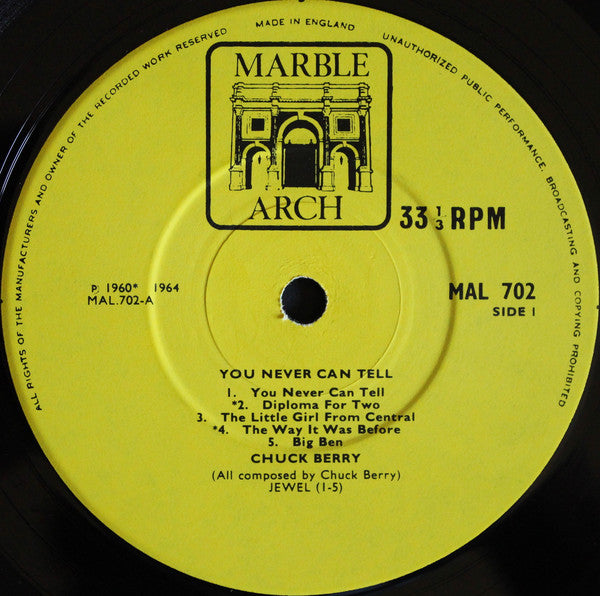 ALL RIGHTS OF THE MANUFACTURERS AND OWNER OF THE RECORDED WORK RESERVED
MADE IN ENGLAND
UNAUTHORIZED PUBLIC PERFORMANCE, BROADCASTING AND COPYING PROHIBITED
MARBLE
ARCH
33 1/3 RPM
P. 1960* 1964
MAL.702-A
MAL 702
SIDE 1
YOU NEVER CAN TELL
1. You Never Can Tell
*2. Diploma For Two
3. The Little Girl From Central
*4. The Way It Was Before
5. Big Ben
CHUCK BERRY
(All composed by Chuck Berry)
JEWEL (1-5)